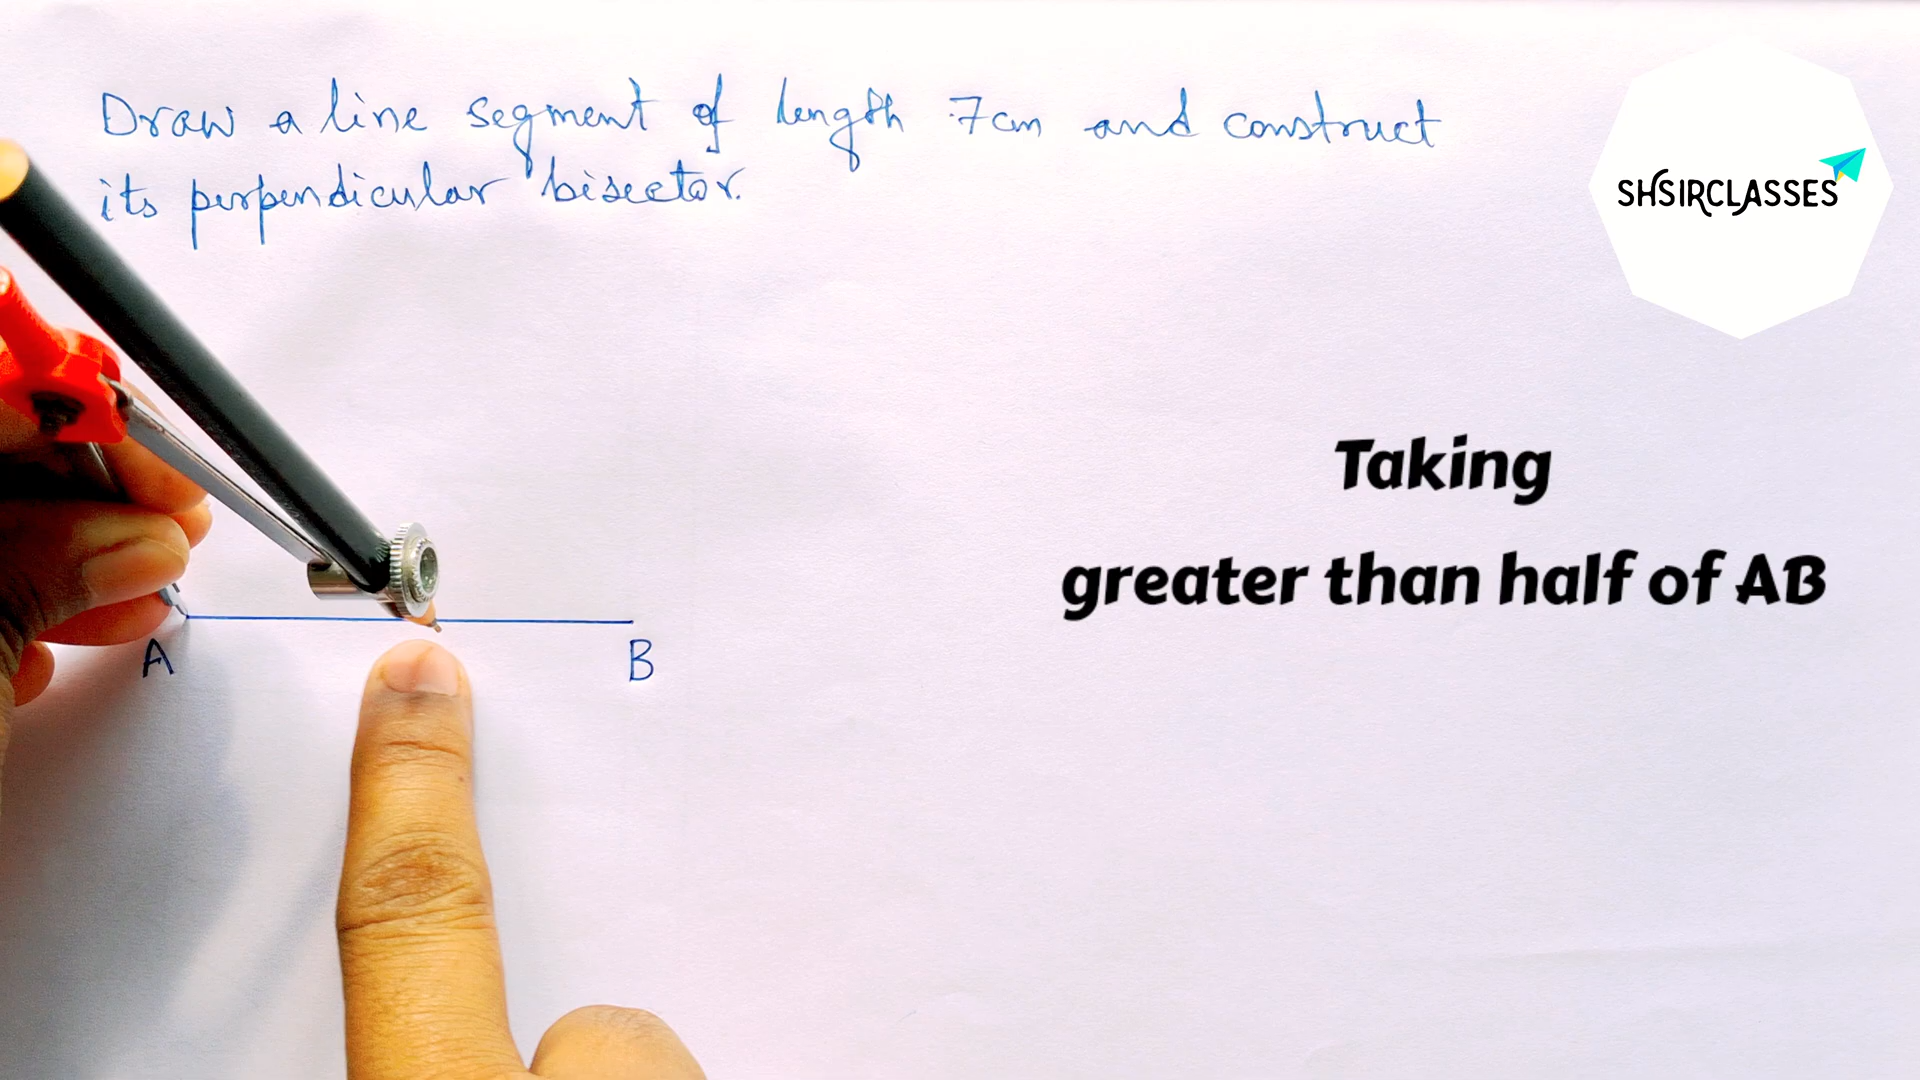 Draw a line segment of length 7cm and construct
its perpendicular bisector.
SHSIRCLASSES
Taking
greater than half of AB
A
B